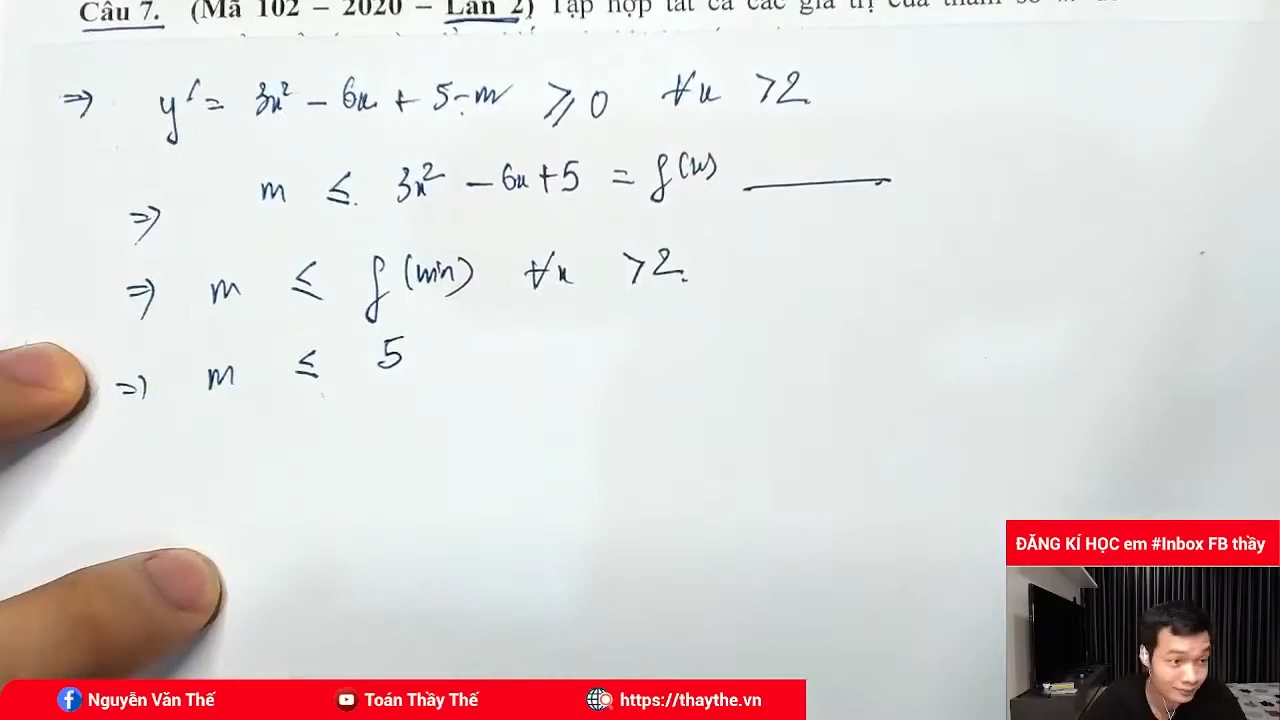 Câu 7. (Mã 102 – 2020 – Lần 2) Tập hợp tất cả các giá trị của tham số m
⇒ y' = 3x² - 6x + 5 - m ⩾ 0 ∀x > 2
⇒ m ≤ 3x² - 6x + 5 = f(x)
⇒ m ≤ f(min) ∀x > 2.
⇒ m ≤ 5
ĐĂNG KÍ HỌC em #Inbox FB thầy
Nguyễn Văn Thế
Toán Thầy Thế
https://thaythe.vn